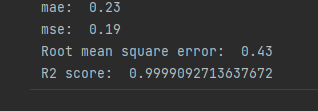 mae:  0.23
mse:  0.19
Root mean square error:  0.43
R2 score:  0.9999092713637672